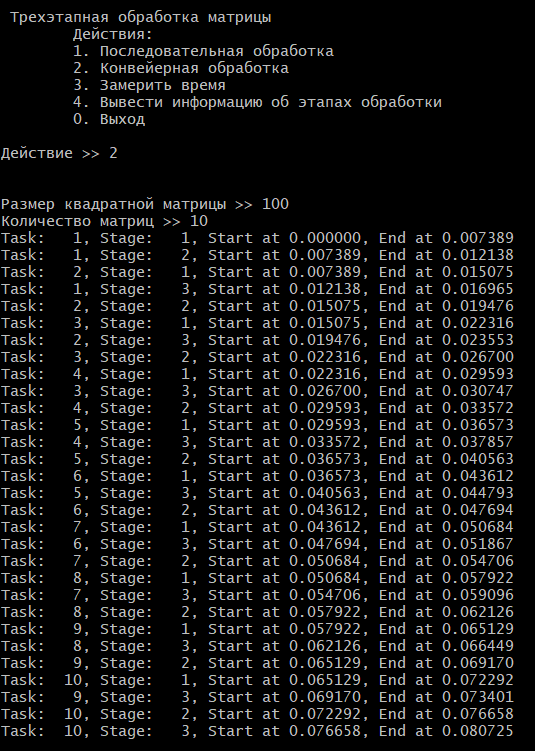 Трехэтапная обработка матрицы
Действия:
1. Последовательная обработка
2. Конвейерная обработка
3. Замерить время
4. Вывести информацию об этапах обработки
0. Выход
Действие >> 2
Размер квадратной матрицы >> 100
Количество матриц >> 10
Task:   1, Stage:   1, Start at 0.000000, End at 0.007389
Task:   1, Stage:   2, Start at 0.007389, End at 0.012138
Task:   2, Stage:   1, Start at 0.007389, End at 0.015075
Task:   1, Stage:   3, Start at 0.012138, End at 0.016965
Task:   2, Stage:   2, Start at 0.015075, End at 0.019476
Task:   3, Stage:   1, Start at 0.015075, End at 0.022316
Task:   2, Stage:   3, Start at 0.019476, End at 0.023553
Task:   3, Stage:   2, Start at 0.022316, End at 0.026700
Task:   4, Stage:   1, Start at 0.022316, End at 0.029593
Task:   3, Stage:   3, Start at 0.026700, End at 0.030747
Task:   4, Stage:   2, Start at 0.029593, End at 0.033572
Task:   5, Stage:   1, Start at 0.029593, End at 0.036573
Task:   4, Stage:   3, Start at 0.033572, End at 0.037857
Task:   5, Stage:   2, Start at 0.036573, End at 0.040563
Task:   6, Stage:   1, Start at 0.036573, End at 0.043612
Task:   5, Stage:   3, Start at 0.040563, End at 0.044793
Task:   6, Stage:   2, Start at 0.043612, End at 0.047694
Task:   7, Stage:   1, Start at 0.043612, End at 0.050684
Task:   6, Stage:   3, Start at 0.047694, End at 0.051867
Task:   7, Stage:   2, Start at 0.050684, End at 0.054706
Task:   8, Stage:   1, Start at 0.050684, End at 0.057922
Task:   7, Stage:   3, Start at 0.054706, End at 0.059096
Task:   8, Stage:   2, Start at 0.057922, End at 0.062126
Task:   9, Stage:   1, Start at 0.057922, End at 0.065129
Task:   8, Stage:   3, Start at 0.062126, End at 0.066449
Task:   9, Stage:   2, Start at 0.065129, End at 0.069170
Task:  10, Stage:   1, Start at 0.065129, End at 0.072292
Task:   9, Stage:   3, Start at 0.069170, End at 0.073401
Task:  10, Stage:   2, Start at 0.072292, End at 0.076658
Task:  10, Stage:   3, Start at 0.076658, End at 0.080725